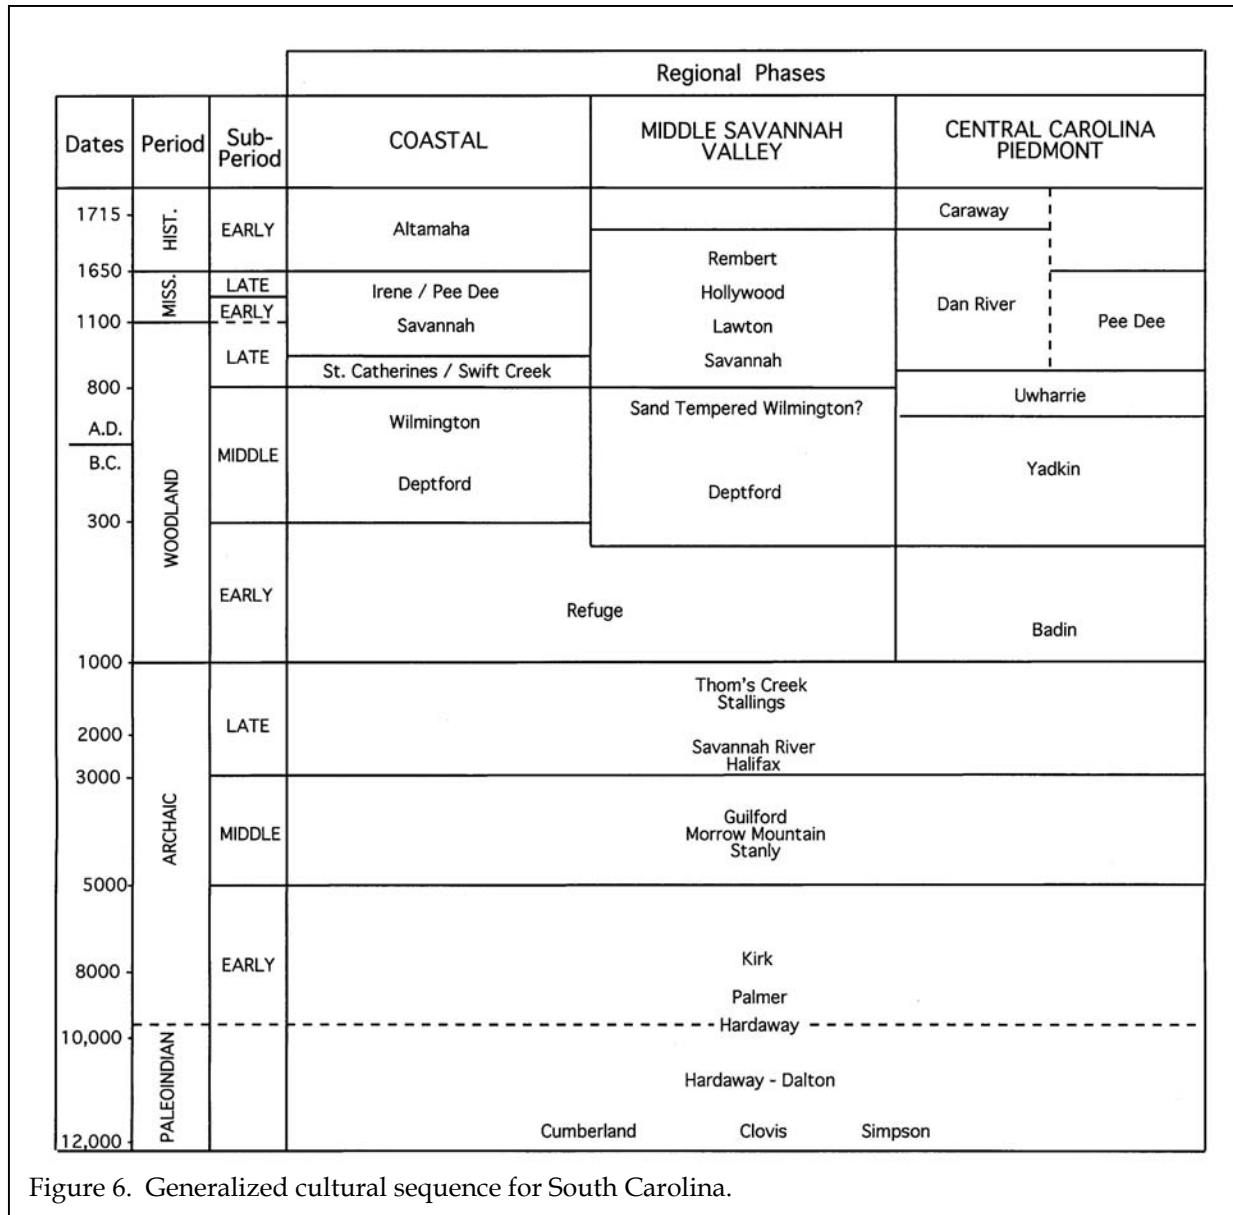 Regional Phases
Dates Period Sub-Period COASTAL MIDDLE SAVANNAH VALLEY CENTRAL CAROLINA PIEDMONT
1715 HIST. EARLY Altamaha Caraway
Rembert
1650
MISS. LATE Irene / Pee Dee Hollywood Dan River
EARLY
1100 Savannah Lawton Pee Dee
LATE Savannah
St. Catherines / Swift Creek
800
Uwharrie
Sand Tempered Wilmington?
Wilmington
A.D.
B.C. WOODLAND MIDDLE Yadkin
Deptford Deptford
300
EARLY Refuge Badin
1000
Thom's Creek
Stallings
2000 LATE
Savannah River
Halifax
3000
ARCHAIC MIDDLE Guilford
Morrow Mountain
Stanly
5000
EARLY Kirk
8000
Palmer
Hardaway
10,000
PALEOINDIAN Hardaway - Dalton
12,000 Cumberland Clovis Simpson
Figure 6. Generalized cultural sequence for South Carolina.